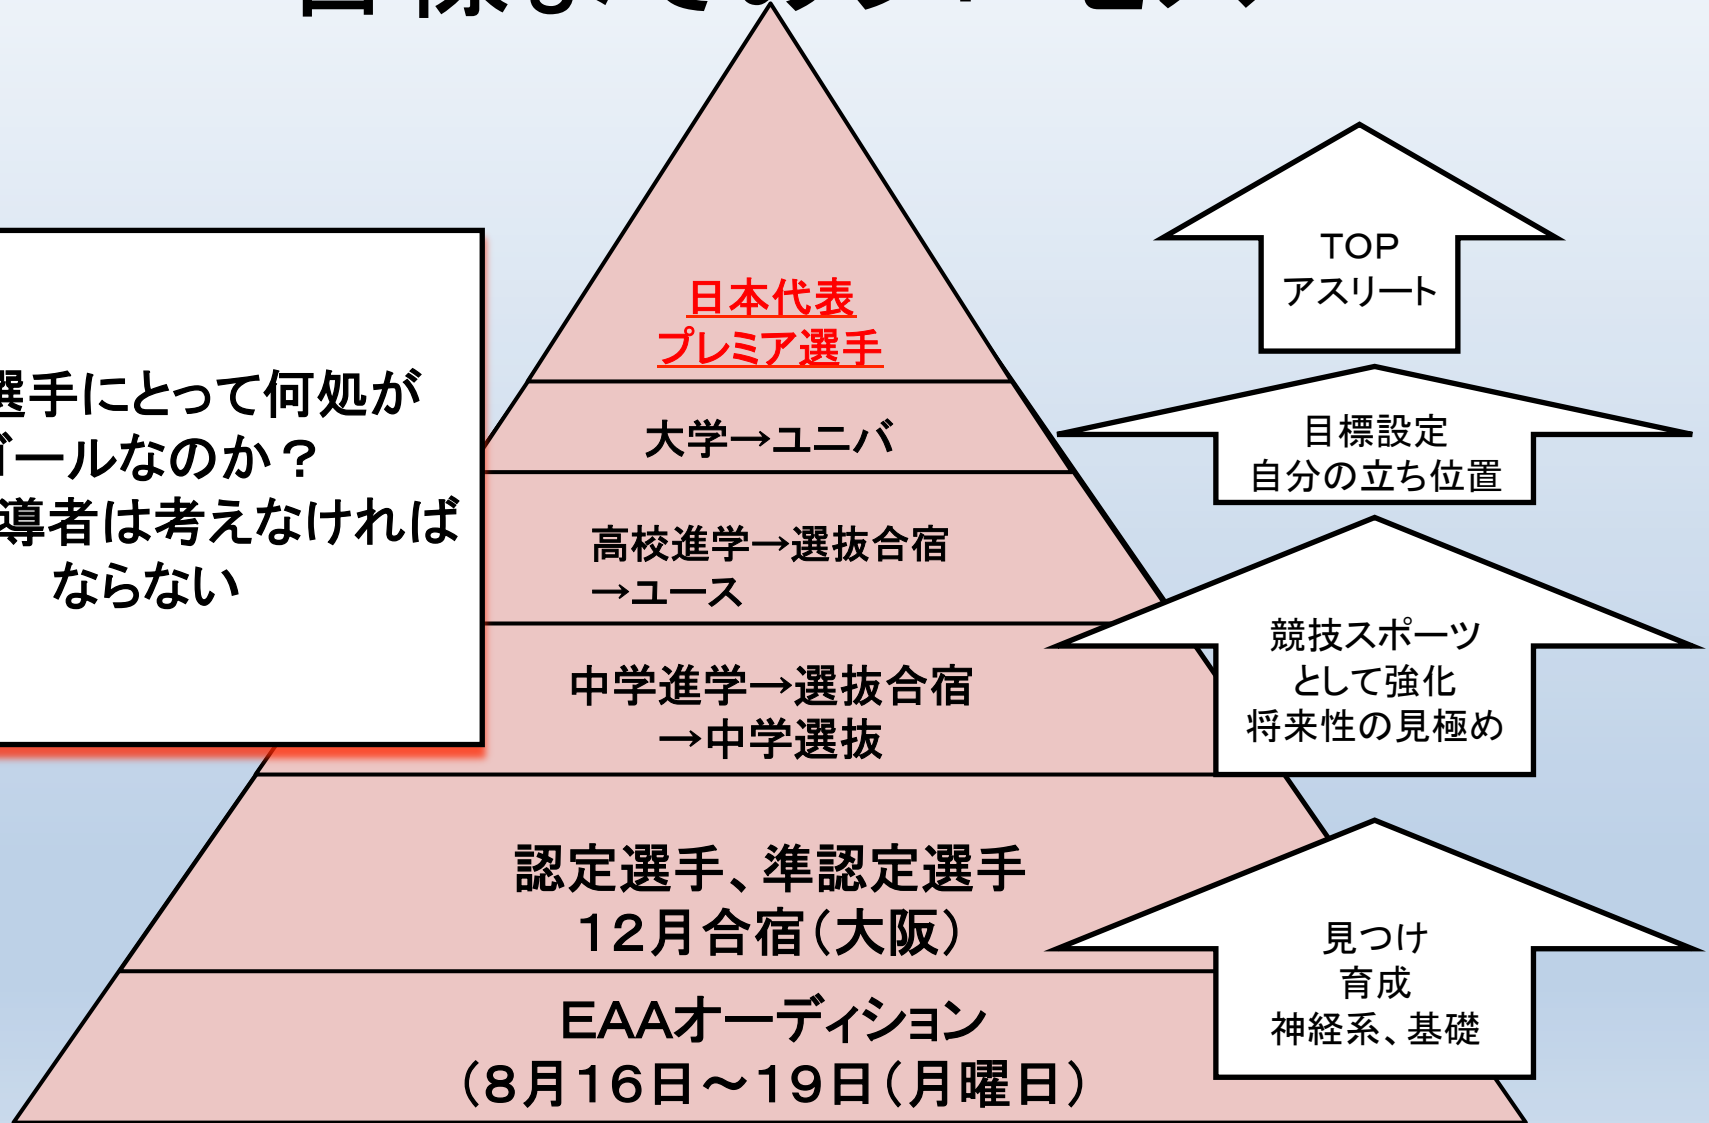 日本代表
プレミア選手
大学→ユニバ
高校進学→選抜合宿
→ユース
中学進学→選抜合宿
→中学選抜
認定選手、準認定選手
12月合宿(大阪)
EAAオーディション
(8月16日～19日(月曜日)
選手にとって何処が
ゴールなのか？
導者は考えなければ
ならない
TOP
アスリート
目標設定
自分の立ち位置
競技スポーツ
として強化
将来性の見極め
見つけ
育成
神経系、基礎